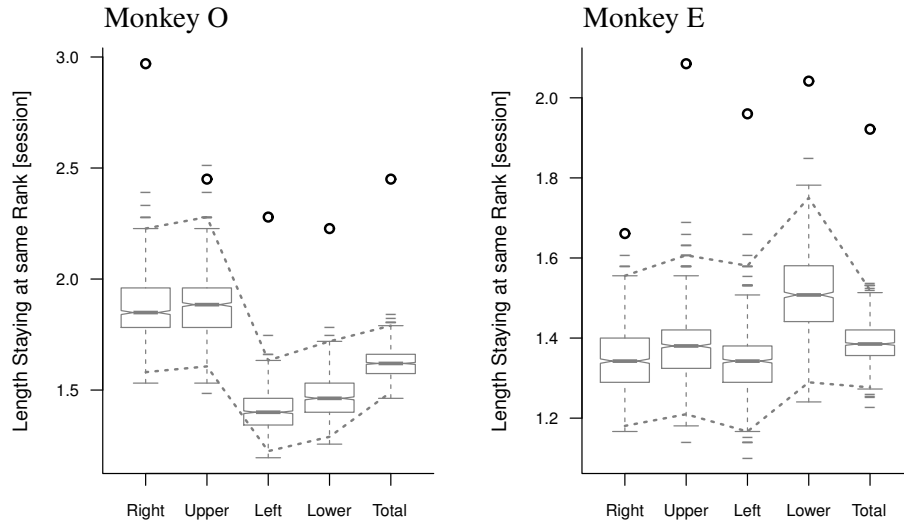 Monkey O
Length Staying at same Rank [session]
3.0
2.5
2.0
1.5
Right Upper Left Lower Total
Monkey E
Length Staying at same Rank [session]
2.0
1.8
1.6
1.4
1.2
Right Upper Left Lower Total